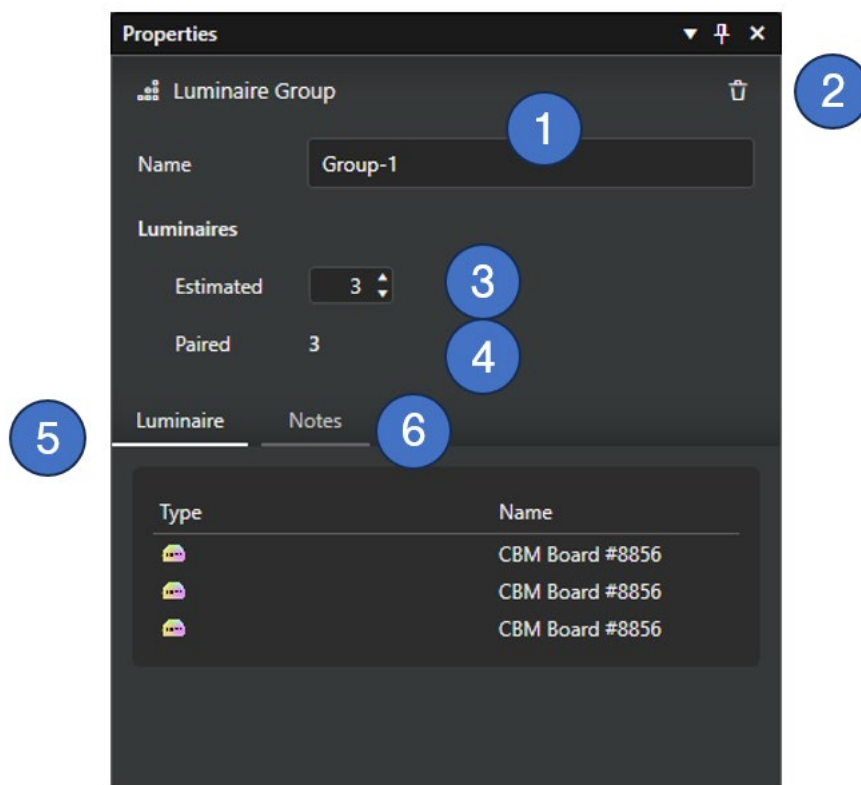 Properties
Luminaire Group
2
1
Name Group-1
Luminaires
Estimated 3
3
Paired 3
4
5
Luminaire Notes
6
Type Name
CBM Board #8856
CBM Board #8856
CBM Board #8856